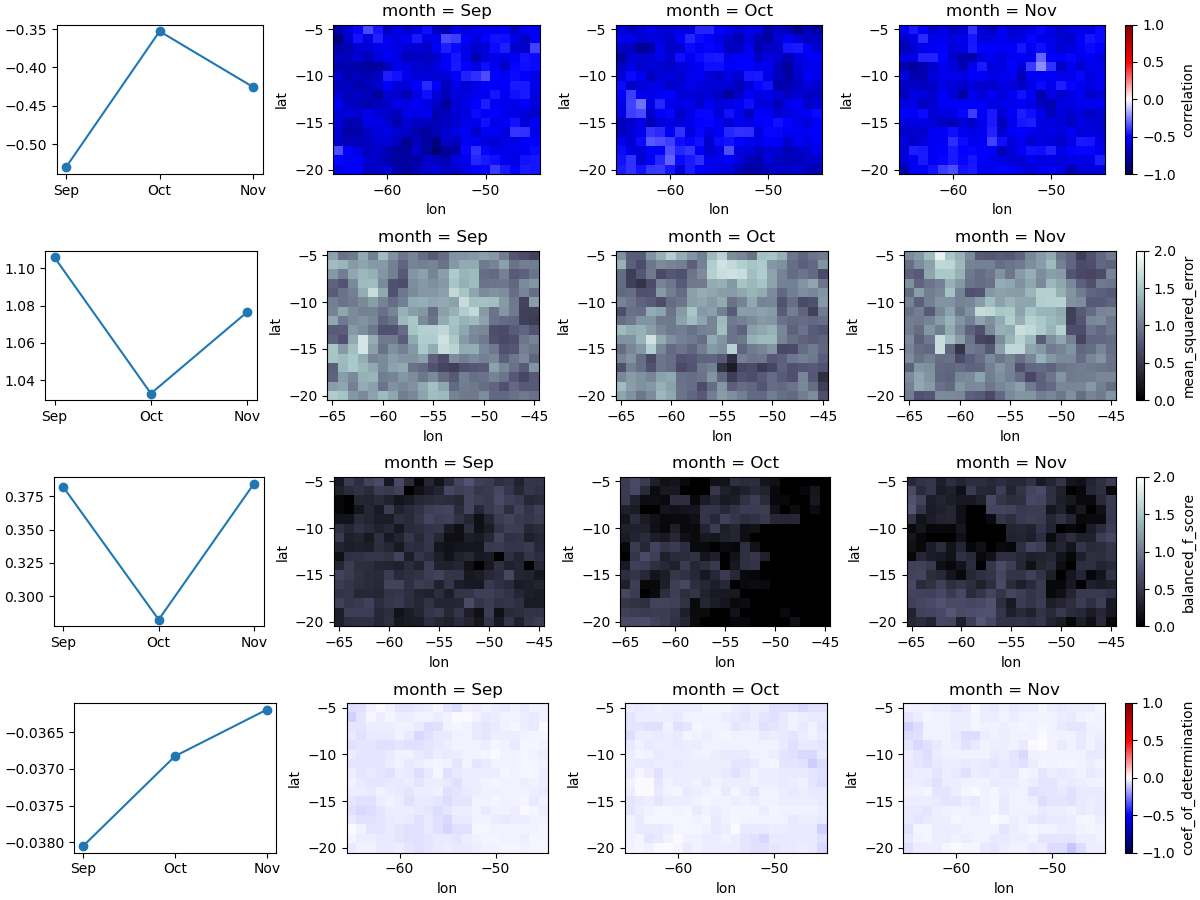 month = Sep
month = Oct
month = Nov
−0.35
−0.40
−0.45
−0.50
Sep
Oct
Nov
lat
−5
−10
−15
−20
−60
−50
lon
lat
−5
−10
−15
−20
−60
−50
lon
lat
−5
−10
−15
−20
−60
−50
lon
1.0
0.5
0.0
−0.5
−1.0
correlation
month = Sep
month = Oct
month = Nov
1.10
1.08
1.06
1.04
Sep
Oct
Nov
lat
−5
−10
−15
−20
−65
−60
−55
−50
−45
lon
lat
−5
−10
−15
−20
−65
−60
−55
−50
−45
lon
lat
−5
−10
−15
−20
−65
−60
−55
−50
−45
lon
2.0
1.5
1.0
0.5
0.0
mean_squared_error
month = Sep
month = Oct
month = Nov
0.375
0.350
0.325
0.300
Sep
Oct
Nov
lat
−5
−10
−15
−20
−65
−60
−55
−50
−45
lon
lat
−5
−10
−15
−20
−65
−60
−55
−50
−45
lon
lat
−5
−10
−15
−20
−65
−60
−55
−50
−45
lon
2.0
1.5
1.0
0.5
0.0
balanced_f_score
month = Sep
month = Oct
month = Nov
−0.0365
−0.0370
−0.0375
−0.0380
Sep
Oct
Nov
lat
−5
−10
−15
−20
−60
−50
lon
lat
−5
−10
−15
−20
−60
−50
lon
lat
−5
−10
−15
−20
−60
−50
lon
1.0
0.5
0.0
−0.5
−1.0
coef_of_determination